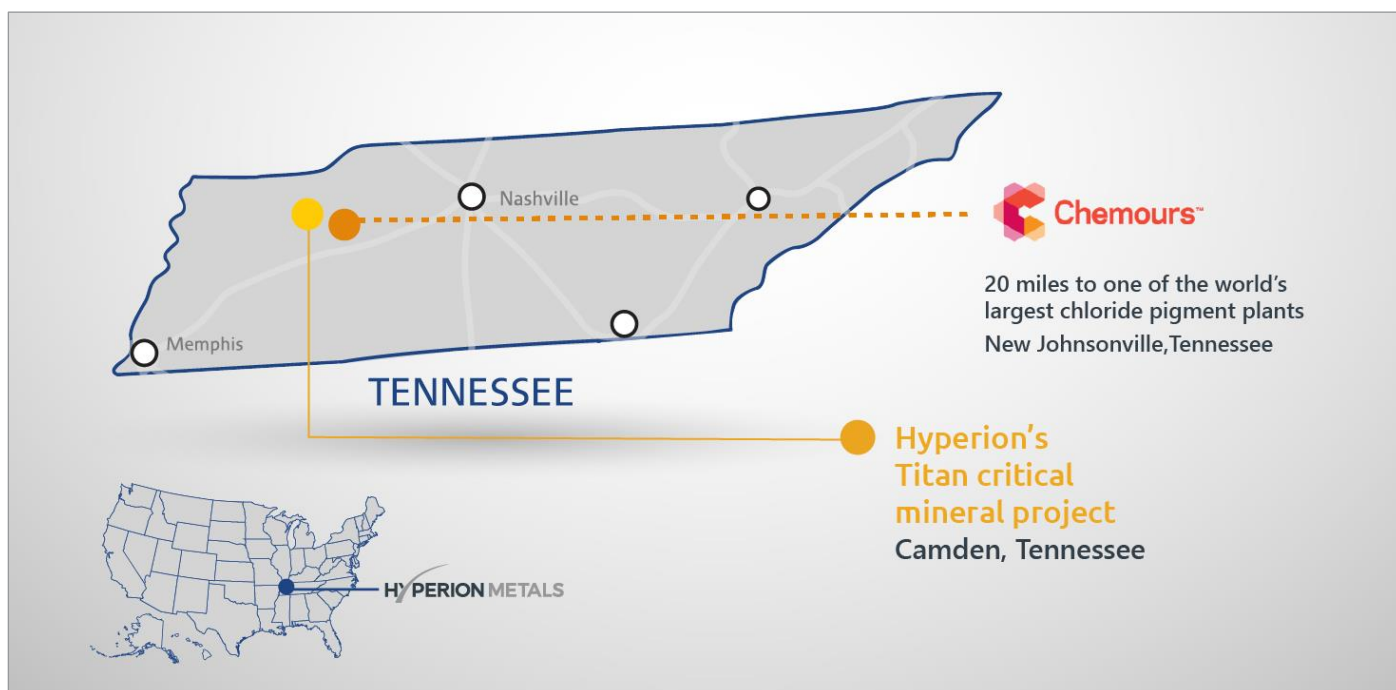 Nashville
Memphis
TENNESSEE
Chemours™
20 miles to one of the world's
largest chloride pigment plants
New Johnsonville,Tennessee
Hyperion's
Titan critical
mineral project
Camden, Tennessee
HYPERION METALS